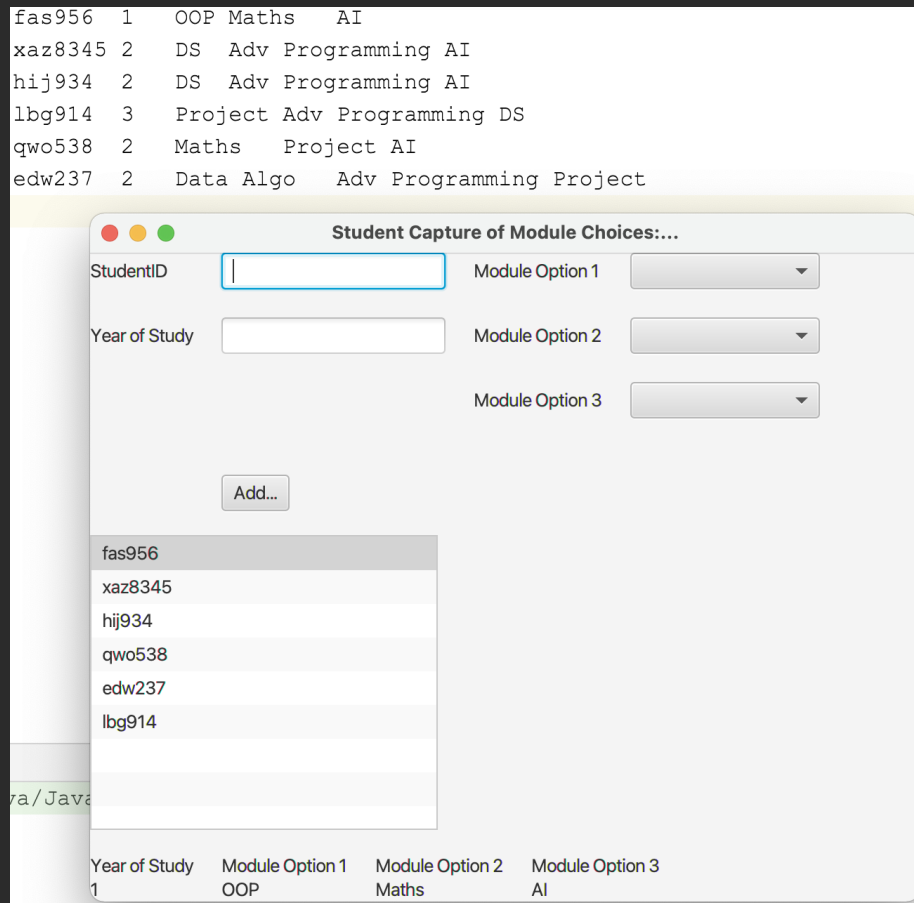 fas956 1 OOP Maths AI
xaz8345 2 DS Adv Programming AI
hij934 2 DS Adv Programming AI
lbg914 3 Project Adv Programming DS
qwo538 2 Maths Project AI
edw237 2 Data Algo Adv Programming Project
Student Capture of Module Choices:...
StudentID Module Option 1
Year of Study Module Option 2
Module Option 3
Add...
fas956
xaz8345
hij934
qwo538
edw237
lbg914
va/Java
Year of Study Module Option 1 Module Option 2 Module Option 3
1 OOP Maths AI